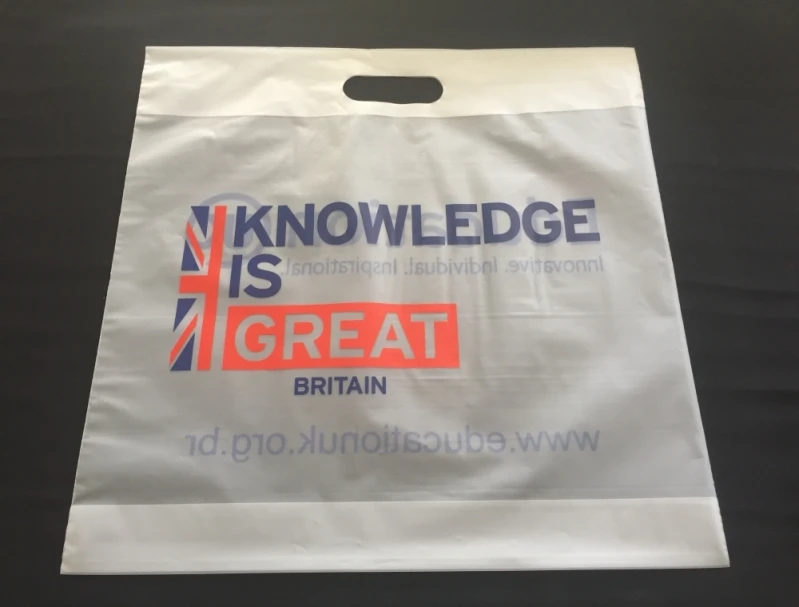 KNOWLEDGE
IS
Innovative. Individual. Inspirational.
GREAT
BRITAIN
www.educationuk.org.br